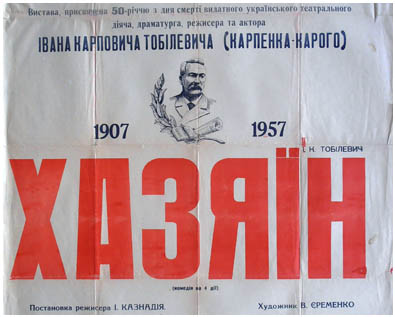 Вистава, присвячена 50-річчю з дня смерті видатного українського театрального
діяча, драматурга, режисера та актора
ІВАНА КАРПОВИЧА ТОБІЛЕВИЧА (КАРПЕНКА-КАРОГО)
1907 1957
І. К. ТОБІЛЕВИЧ
ХАЗЯЇН
(комедія на 4 дії)
Постановка режисера І. КАЗНАДІЯ. Художник В. ЄРЕМЕНКО